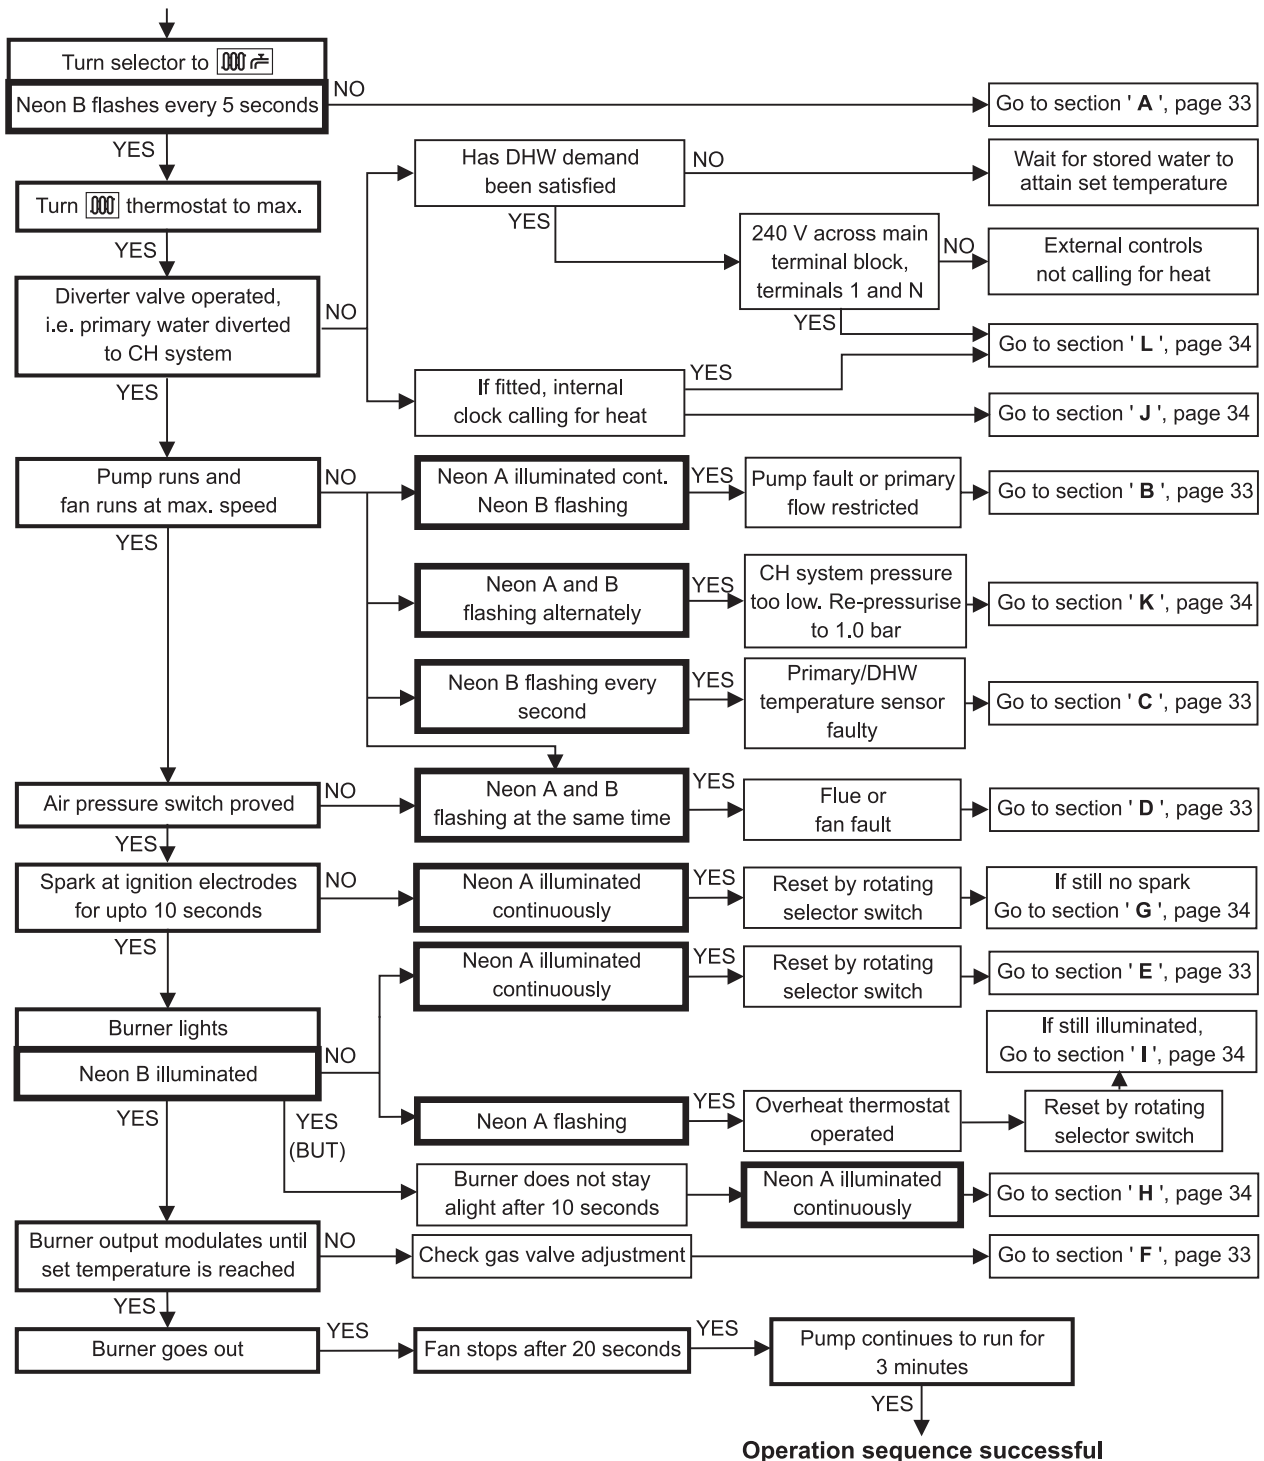 Turn selector to
Neon B flashes every 5 seconds
NO
Go to section ' A ', page 33
YES
Turn thermostat to max.
YES
Diverter valve operated,
i.e. primary water diverted
to CH system
NO
Has DHW demand
been satisfied
NO
Wait for stored water to
attain set temperature
YES
240 V across main
terminal block,
terminals 1 and N
NO
External controls
not calling for heat
YES
Go to section ' L ', page 34
If fitted, internal
clock calling for heat
YES
Go to section ' J ', page 34
YES
Pump runs and
fan runs at max. speed
NO
Neon A illuminated cont.
Neon B flashing
YES
Pump fault or primary
flow restricted
Go to section ' B ', page 33
YES
Neon A and B
flashing alternately
YES
CH system pressure
too low. Re-pressurise
to 1.0 bar
Go to section ' K ', page 34
Neon B flashing every
second
YES
Primary/DHW
temperature sensor
faulty
Go to section ' C ', page 33
Air pressure switch proved
NO
Neon A and B
flashing at the same time
YES
Flue or
fan fault
Go to section ' D ', page 33
YES
Spark at ignition electrodes
for upto 10 seconds
NO
Neon A illuminated
continuously
YES
Reset by rotating
selector switch
If still no spark
Go to section ' G ', page 34
YES
Neon A illuminated
continuously
YES
Reset by rotating
selector switch
Go to section ' E ', page 33
Burner lights
Neon B illuminated
NO
If still illuminated,
Go to section ' I ', page 34
Neon A flashing
YES
Overheat thermostat
operated
Reset by rotating
selector switch
YES
YES
(BUT)
Burner does not stay
alight after 10 seconds
Neon A illuminated
continuously
Go to section ' H ', page 34
Burner output modulates until
set temperature is reached
NO
Check gas valve adjustment
Go to section ' F ', page 33
YES
Burner goes out
YES
Fan stops after 20 seconds
YES
Pump continues to run for
3 minutes
YES
Operation sequence successful